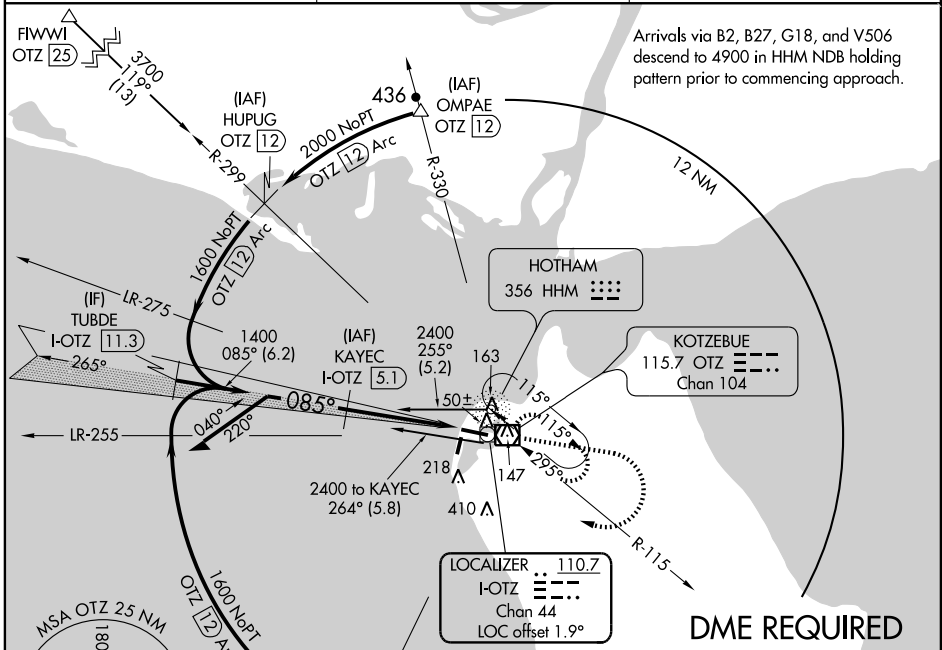 FIWWI
OTZ 25
3700
119°
(13)
R-299
(IAF)
HUPUG
OTZ 12
436
(IAF)
OMPAE
OTZ 12
2000 NoPT
OTZ 12 Arc
R-330
Arrivals via B2, B27, G18, and V506
descend to 4900 in HHM NDB holding
pattern prior to commencing approach.
12 NM
1600 NoPT
OTZ 12 Arc
HOTHAM
356 HHM
LR-275
(IF)
TUBDE
I-OTZ 11.3
265°
1400
085° (6.2)
(IAF)
KAYEC
I-OTZ 5.1
2400
255°
(5.2)
163
KOTZEBUE
115.7 OTZ
Chan 104
085°
50±
115°
115°
040°
220°
LR-255
295°
218
147
2400 to KAYEC
264° (5.8)
410
R-115
LOCALIZER 110.7
I-OTZ
Chan 44
LOC offset 1.9°
1600 NoPT
OTZ 12 Ar
MSA OTZ 25 NM
180
DME REQUIRED